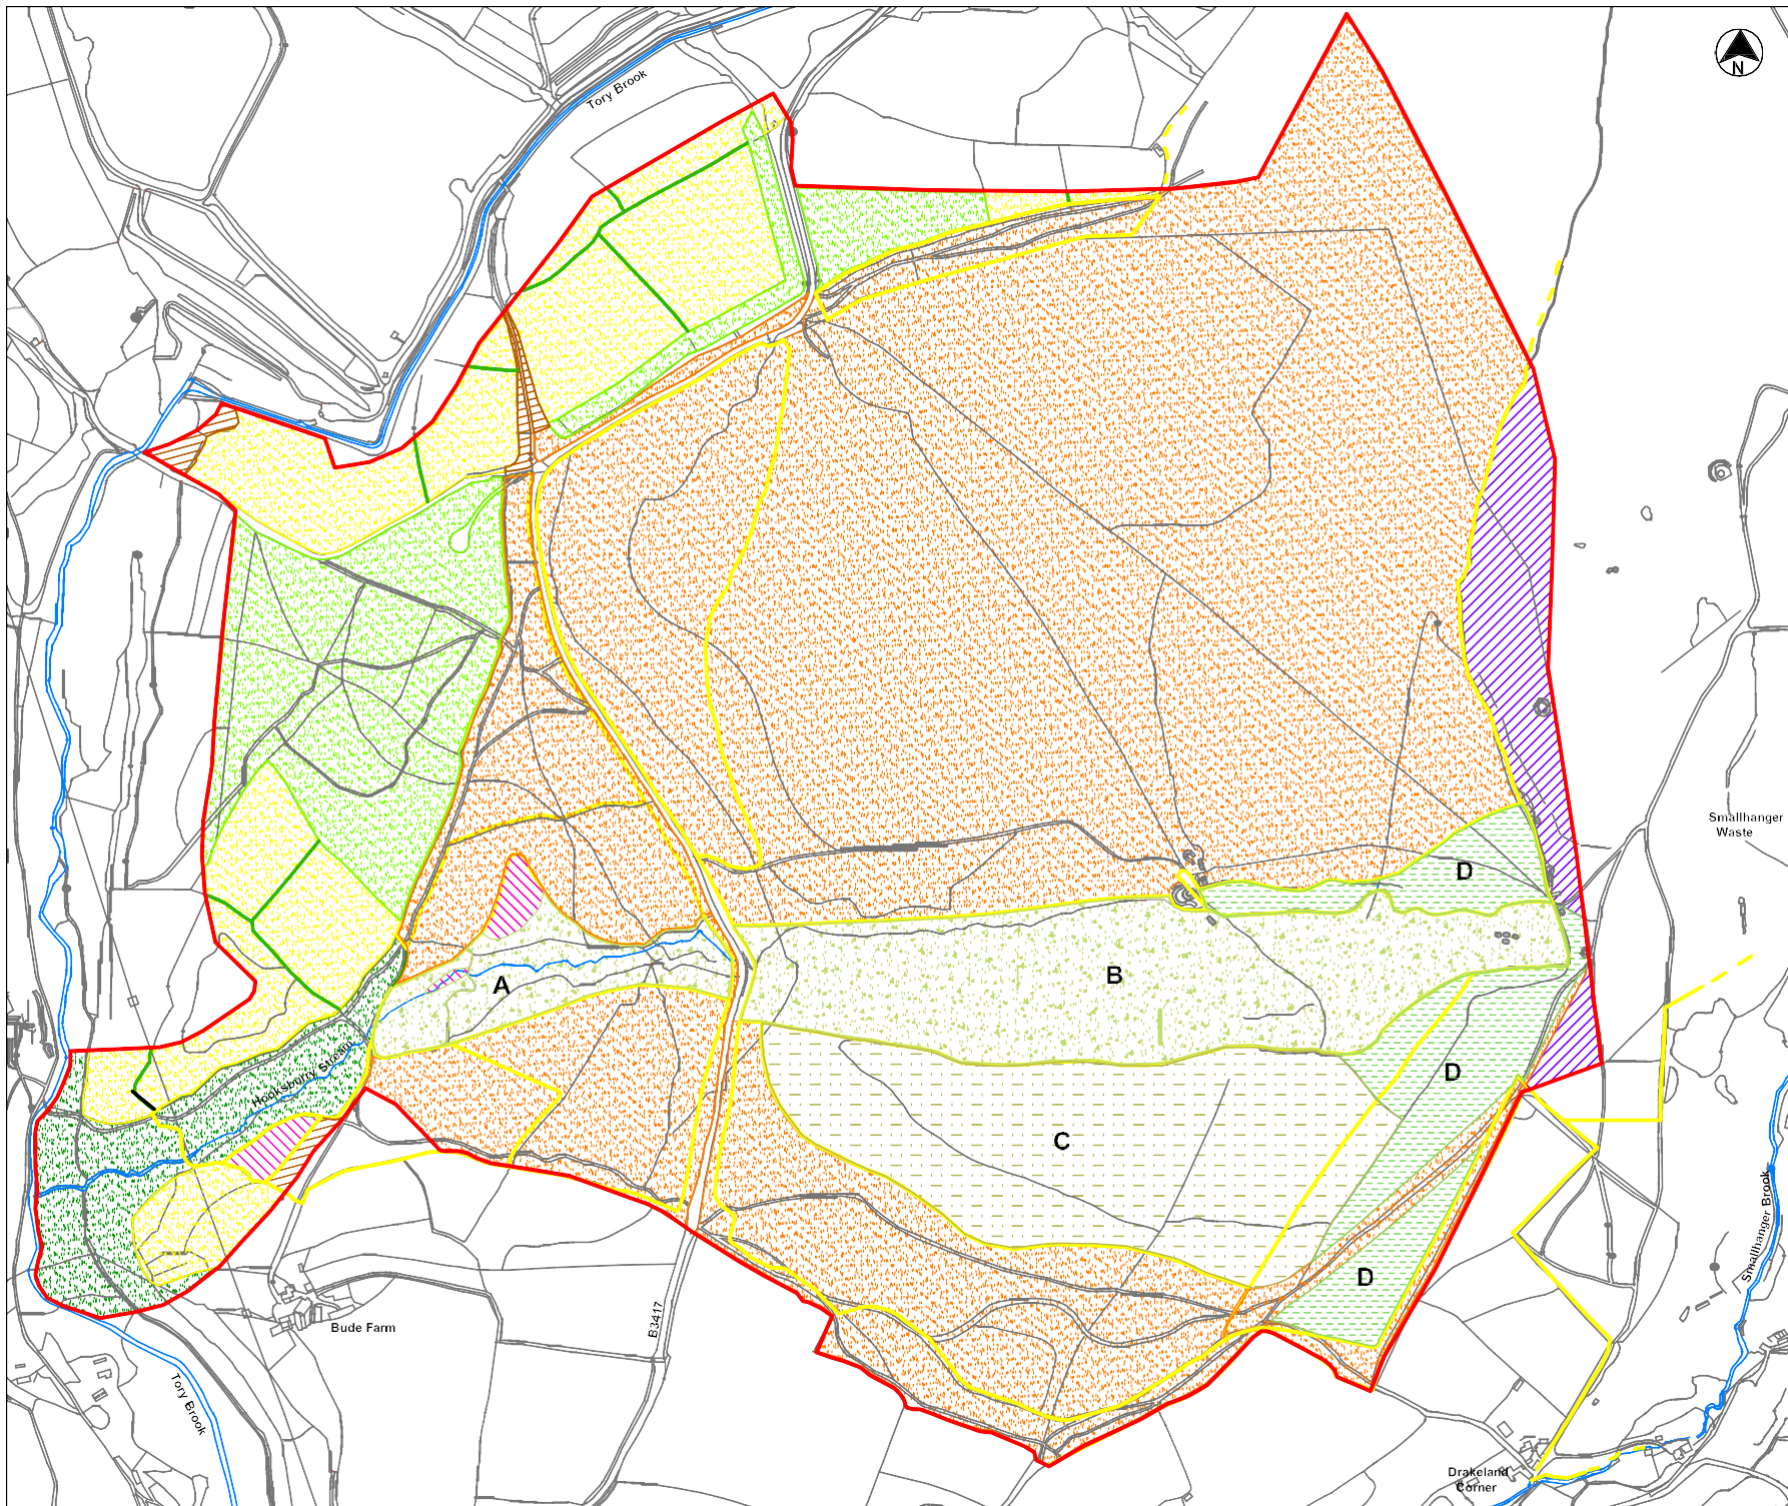 N
Tory Brook
Smallhanger
Waste
D
A
B
D
Hooksbury Stream
C
Smallhanger Brook
D
B3417
Bude Farm
Tory Brook
Drakeland
Corner